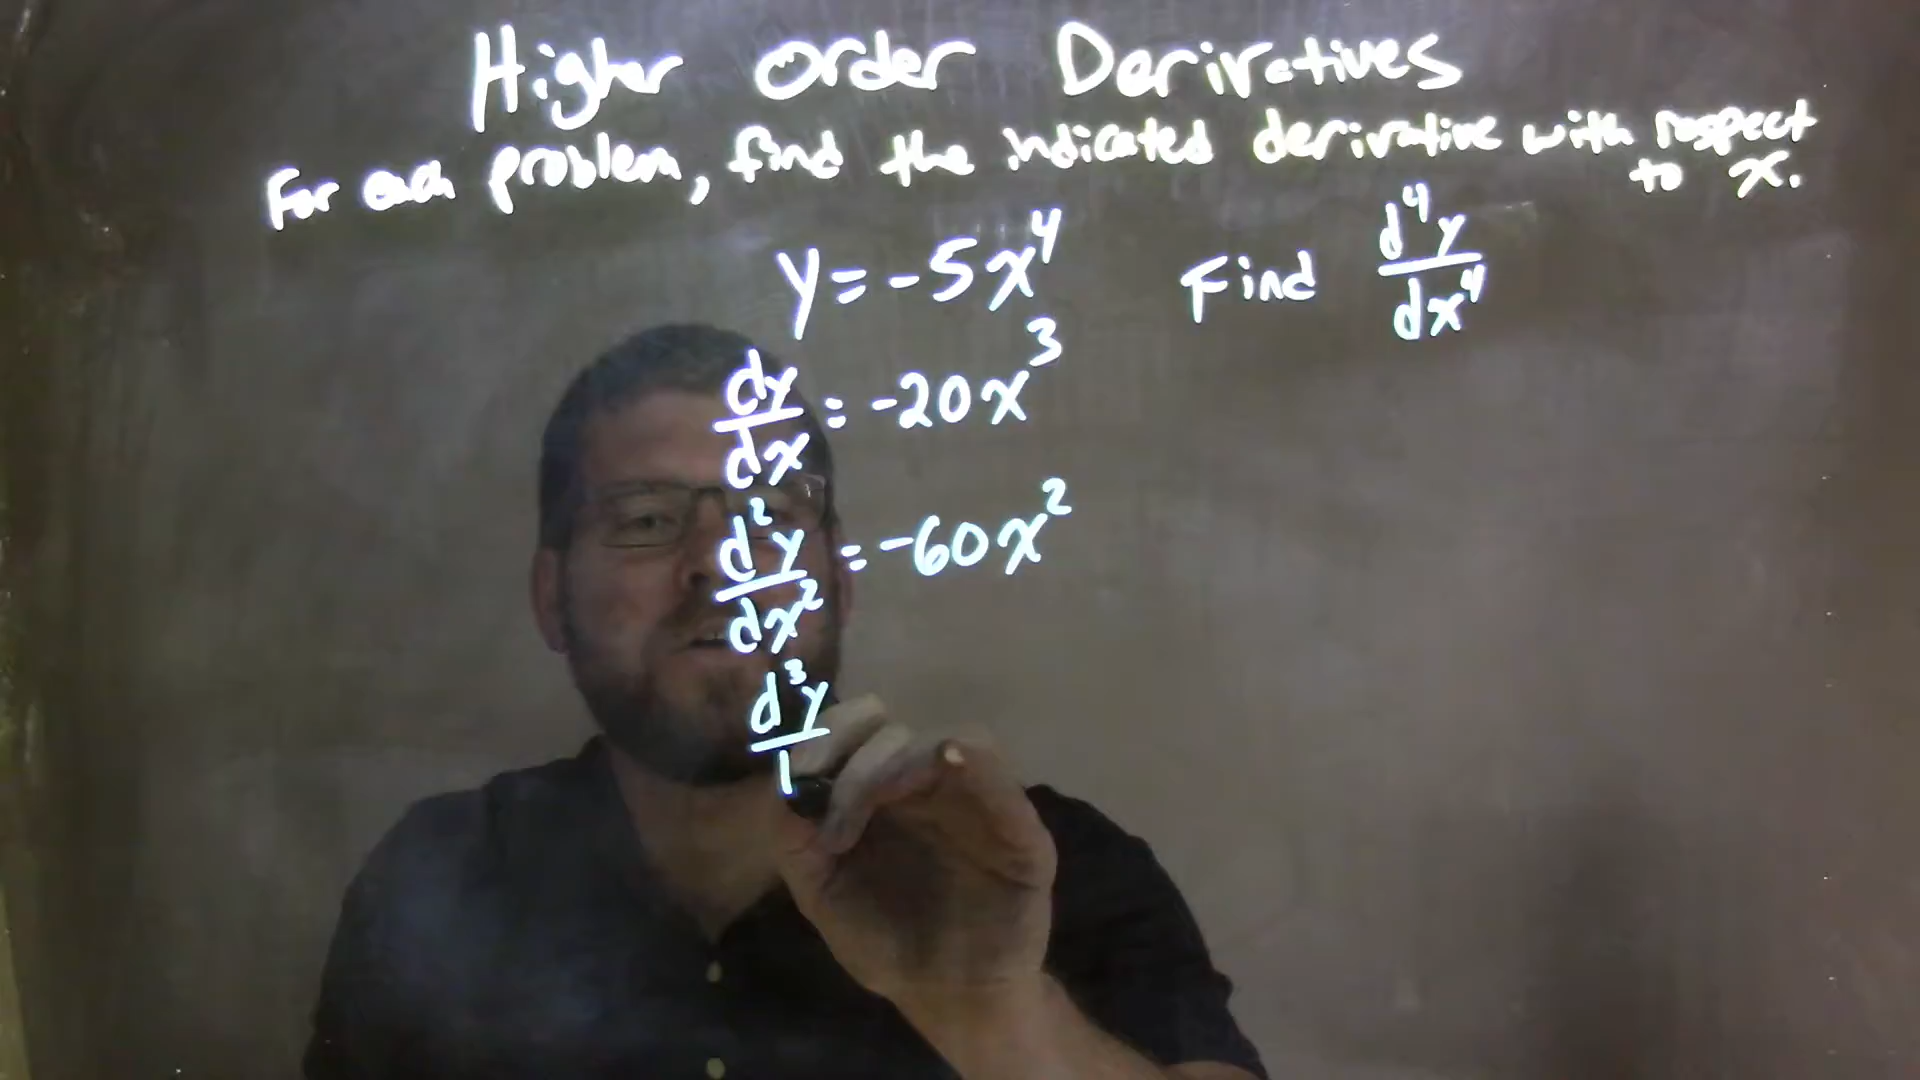 Higher Order Derivatives
For each problem, find the indicated derivative with respect
to x.
y = -5x⁴ Find d⁴y/dx⁴
dy/dx = -20x³
d²y/dx² = -60x²
d³y/